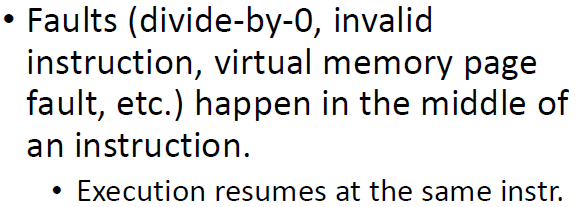 • Faults (divide-by-0, invalid
instruction, virtual memory page
fault, etc.) happen in the middle of
an instruction.
• Execution resumes at the same instr.